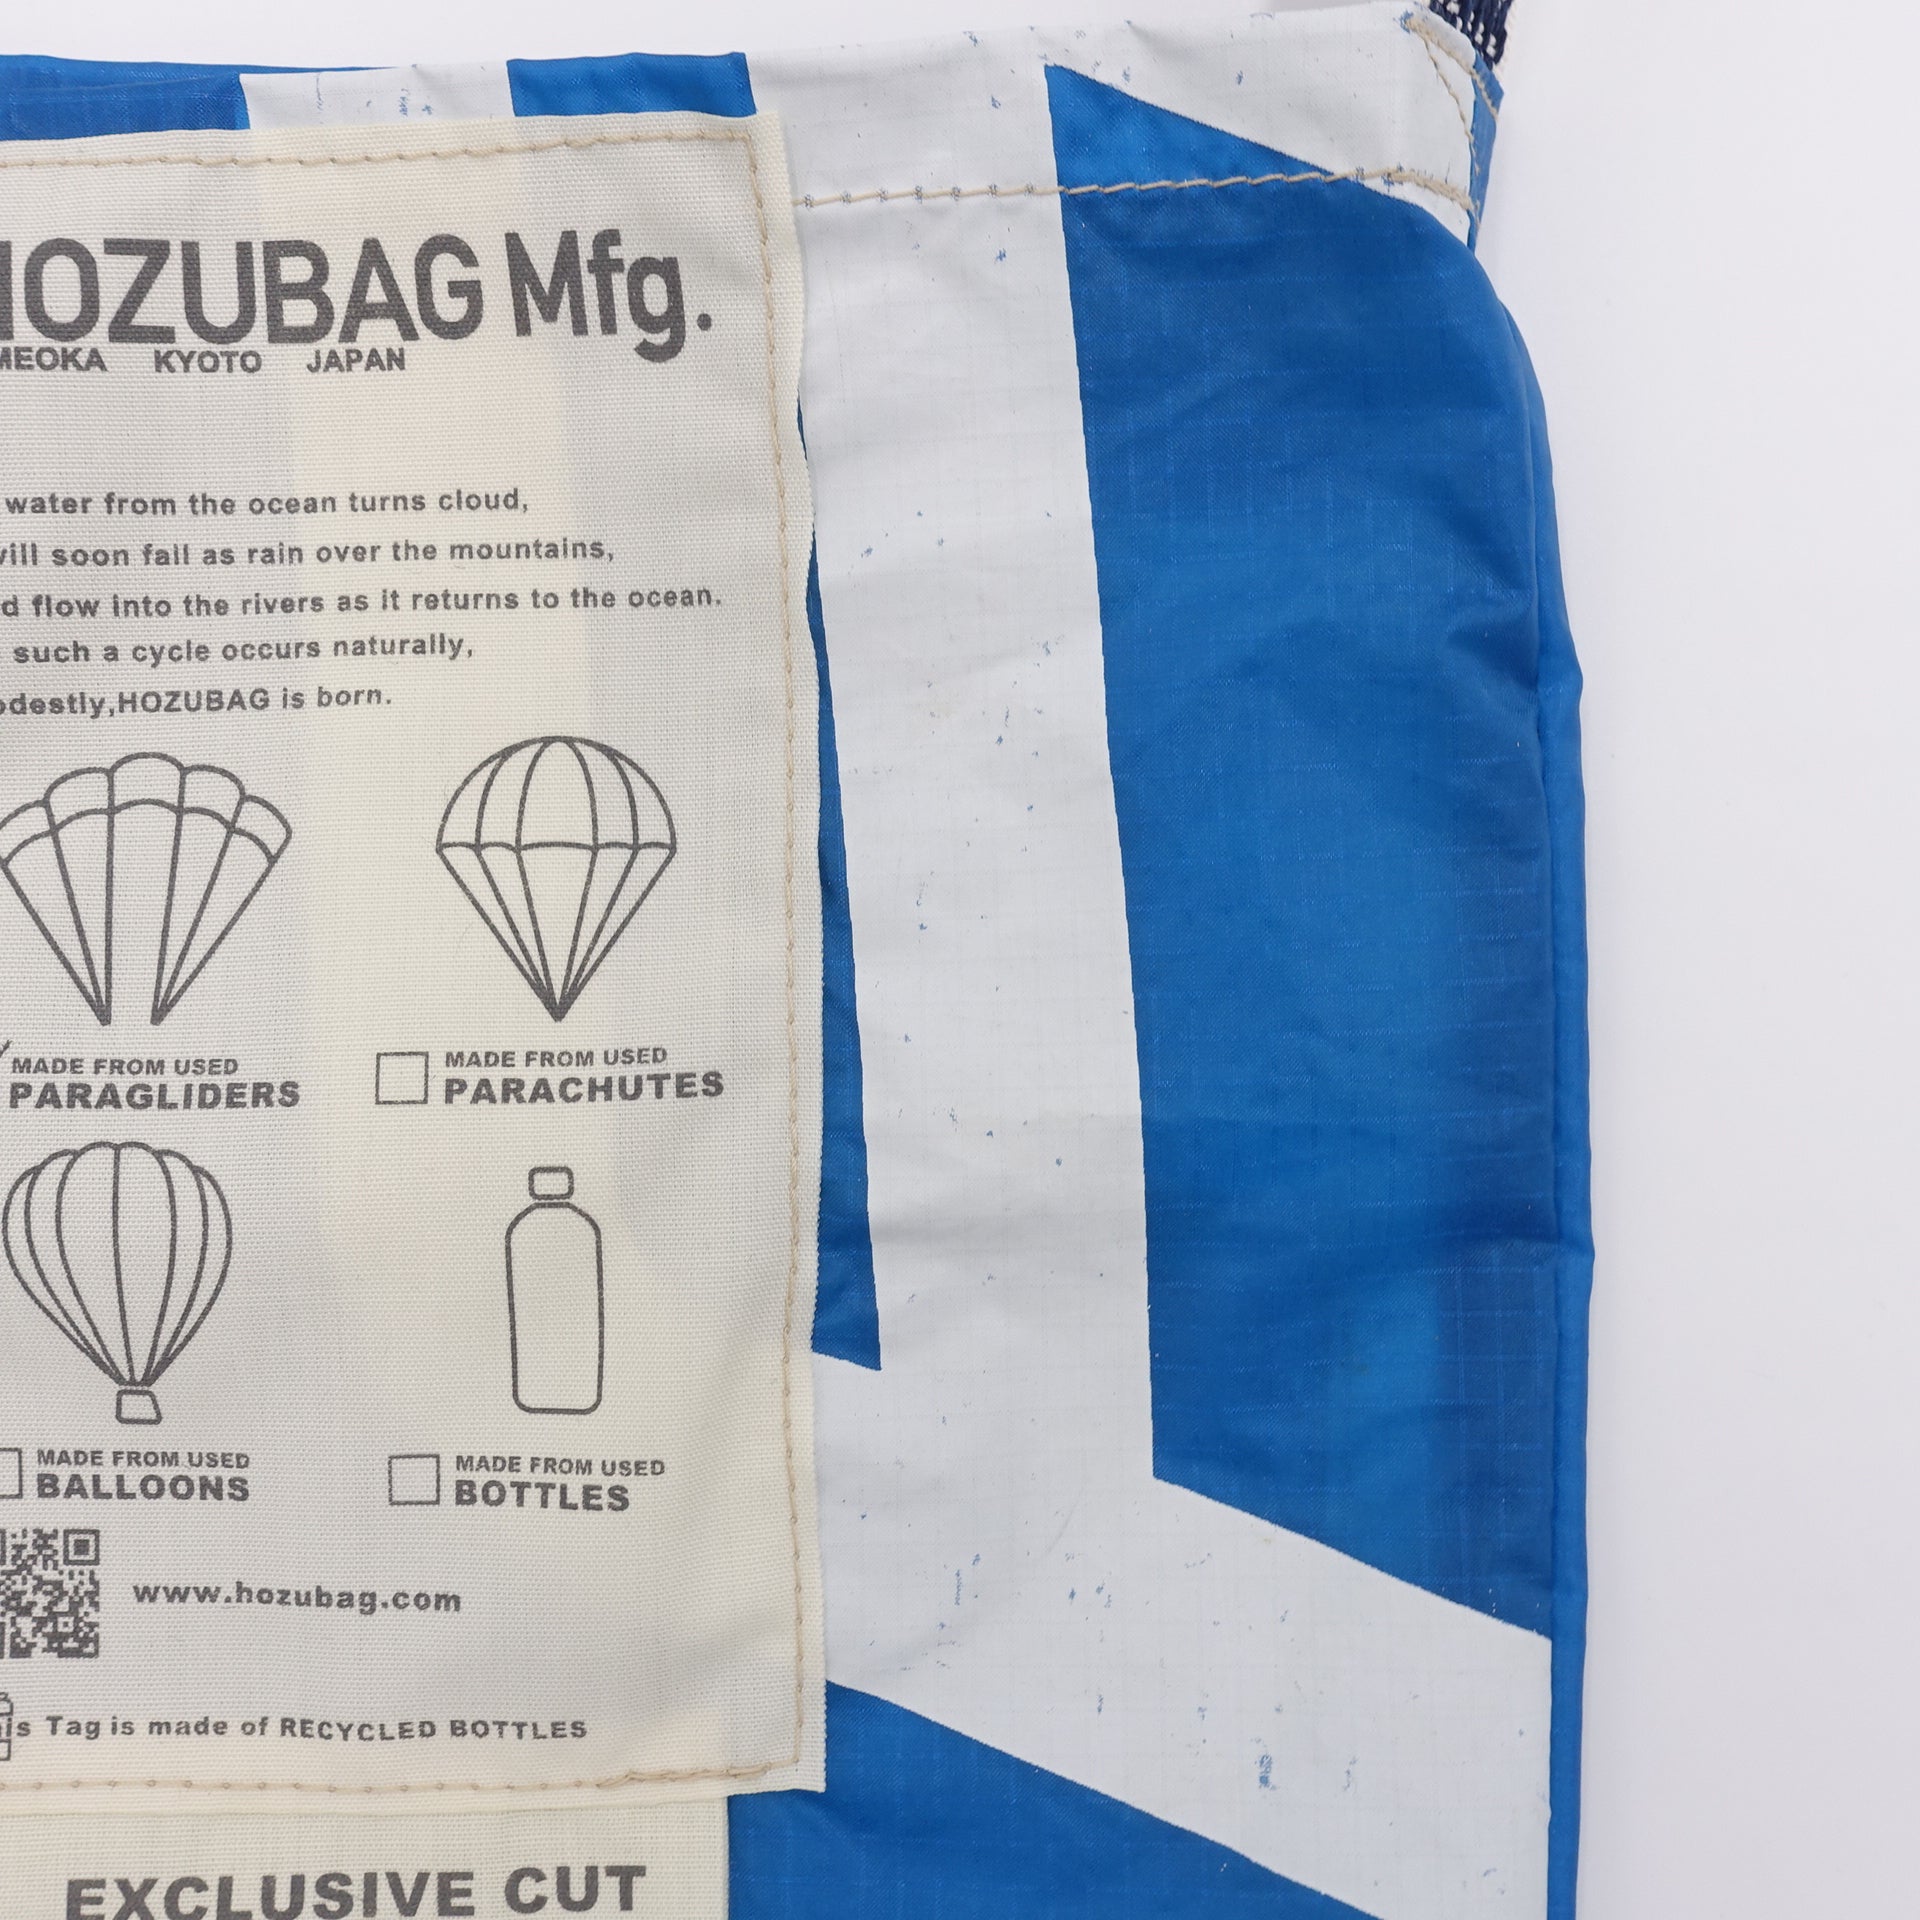 HOZUBAG Mfg.
MEOKA KYOTO JAPAN
water from the ocean turns cloud,
will soon fall as rain over the mountains,
d flow into the rivers as it returns to the ocean.
such a cycle occurs naturally,
odestly,HOZUBAG is born.
MADE FROM USED
PARAGLIDERS
MADE FROM USED
PARACHUTES
MADE FROM USED
BALLOONS
MADE FROM USED
BOTTLES
www.hozubag.com
is Tag is made of RECYCLED BOTTLES
EXCLUSIVE CUT